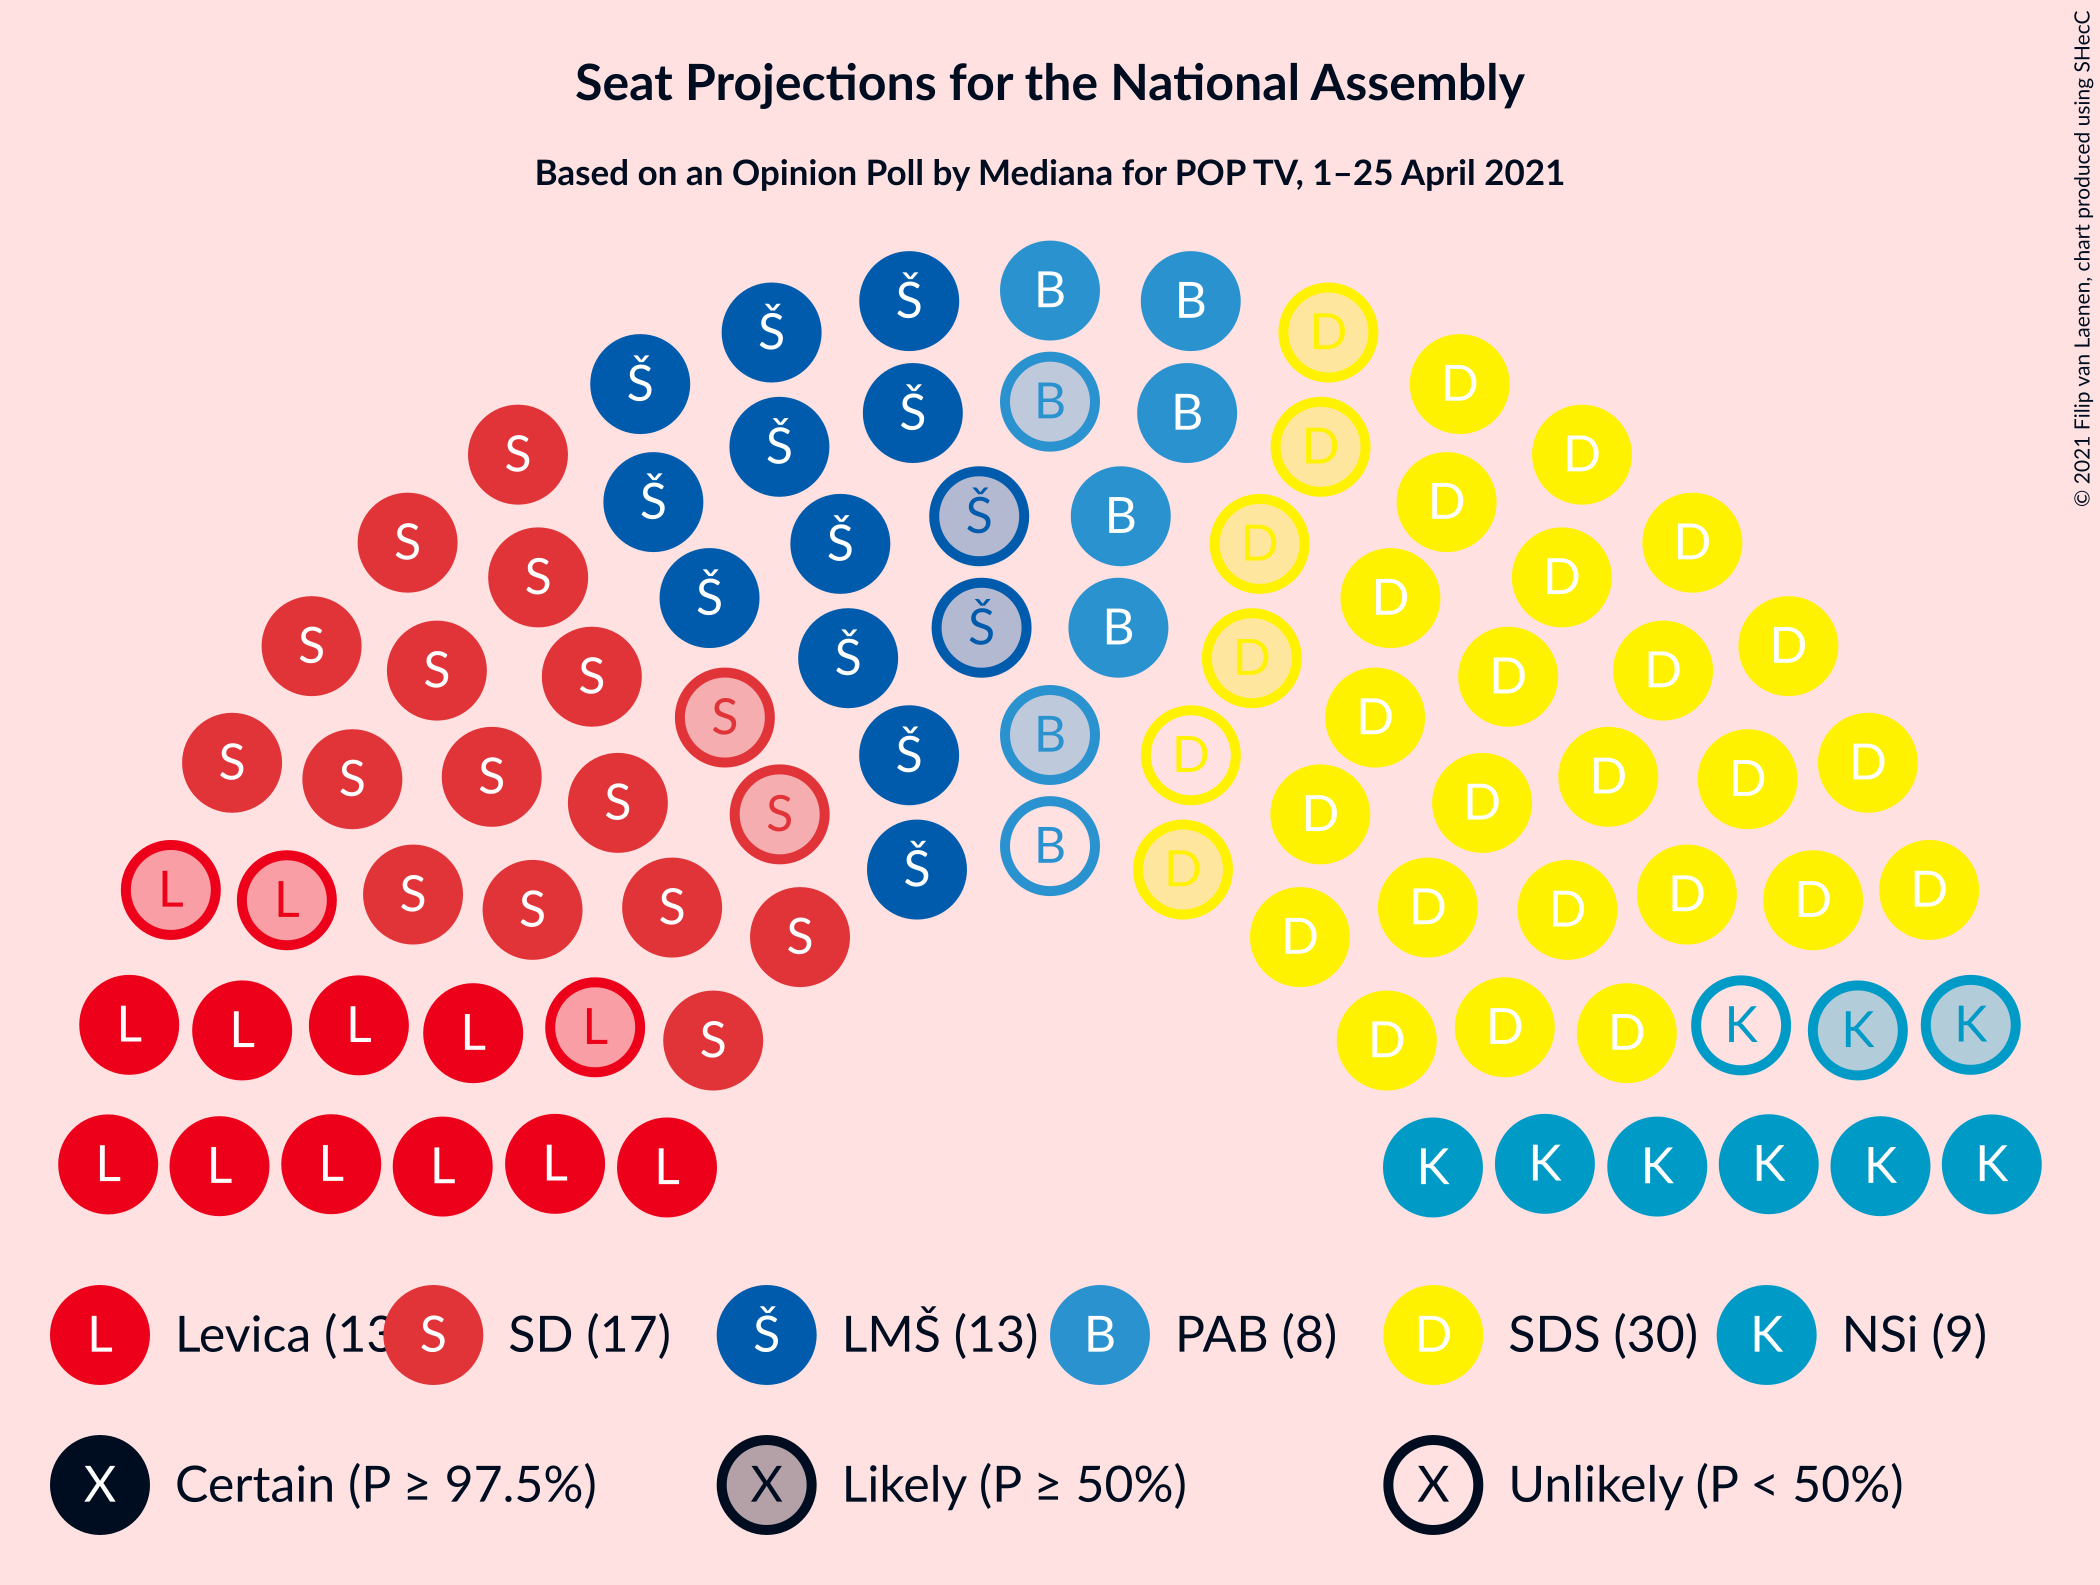 Seat Projections for the National Assembly
Based on an Opinion Poll by Mediana for POP TV, 1–25 April 2021
© 2021 Filip van Laenen, chart produced using SHecC
B
Š B
Š D
Š D
B
Š B
Š D
S D
Š D
Š B
S D
Š D
S D
Š D
Š B
S D
Š D
S D
S D
S D
S D
B
Š D
S D
S D
S D
S D
S D
B
Š D
L D
S D
L D
S D
S D
S D
L K
L K
L K
L D
L D
S D
L L L L L L K K K K K K
L Levica (13 S SD (17) Š LMŠ (13) B PAB (8) D SDS (30) K NSi (9)
X Certain (P ≥ 97.5%) X Likely (P ≥ 50%) X Unlikely (P < 50%)